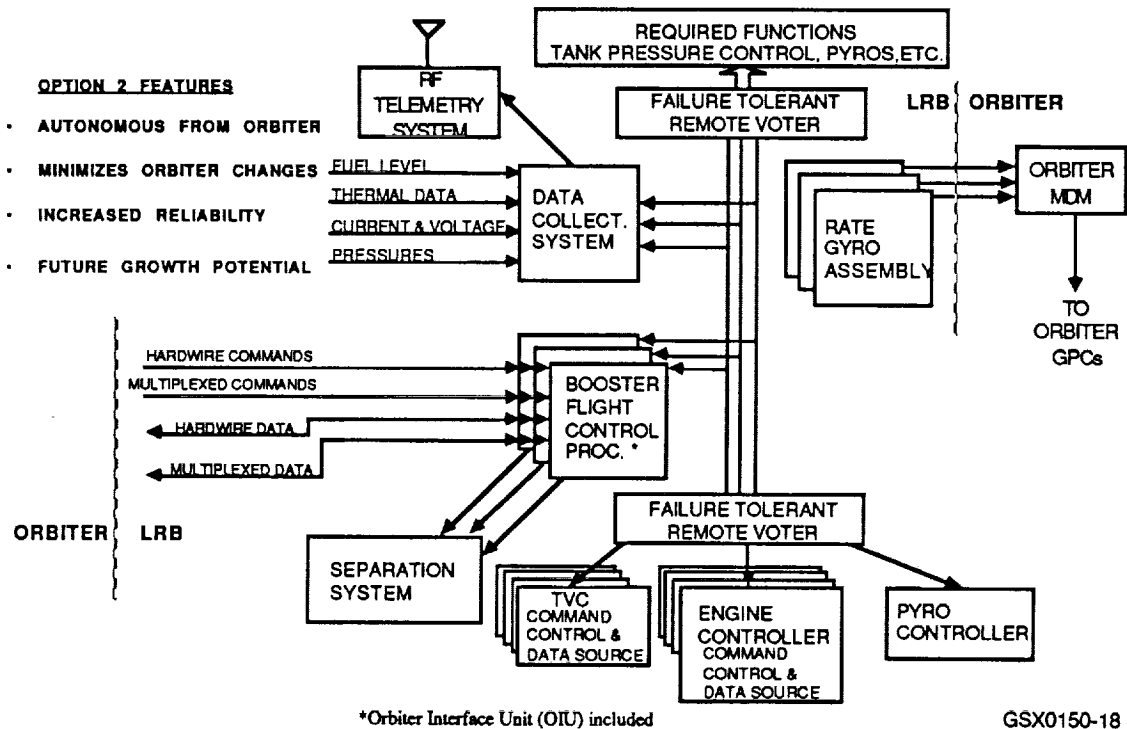 REQUIRED FUNCTIONS
TANK PRESSURE CONTROL, PYROS,ETC.
OPTION 2 FEATURES
· AUTONOMOUS FROM ORBITER
· MINIMIZES ORBITER CHANGES
· INCREASED RELIABILITY
· FUTURE GROWTH POTENTIAL
RF
TELEMETRY
SYSTEM
FAILURE TOLERANT
REMOTE VOTER
LRB ORBITER
FUEL LEVEL
THERMAL DATA
CURRENT & VOLTAGE
PRESSURES
DATA
COLLECT.
SYSTEM
RATE
GYRO
ASSEMBLY
ORBITER
MDM
TO
ORBITER
GPCs
HARDWIRE COMMANDS
MULTIPLEXED COMMANDS
HARDWIRE DATA
MULTIPLEXED DATA
BOOSTER
FLIGHT
CONTROL
PROC. *
ORBITER LRB
SEPARATION
SYSTEM
FAILURE TOLERANT
REMOTE VOTER
TVC
COMMAND
CONTROL &
DATA SOURCE
ENGINE
CONTROLLER
COMMAND
CONTROL &
DATA SOURCE
PYRO
CONTROLLER
*Orbiter Interface Unit (OIU) included
GSX0150-18